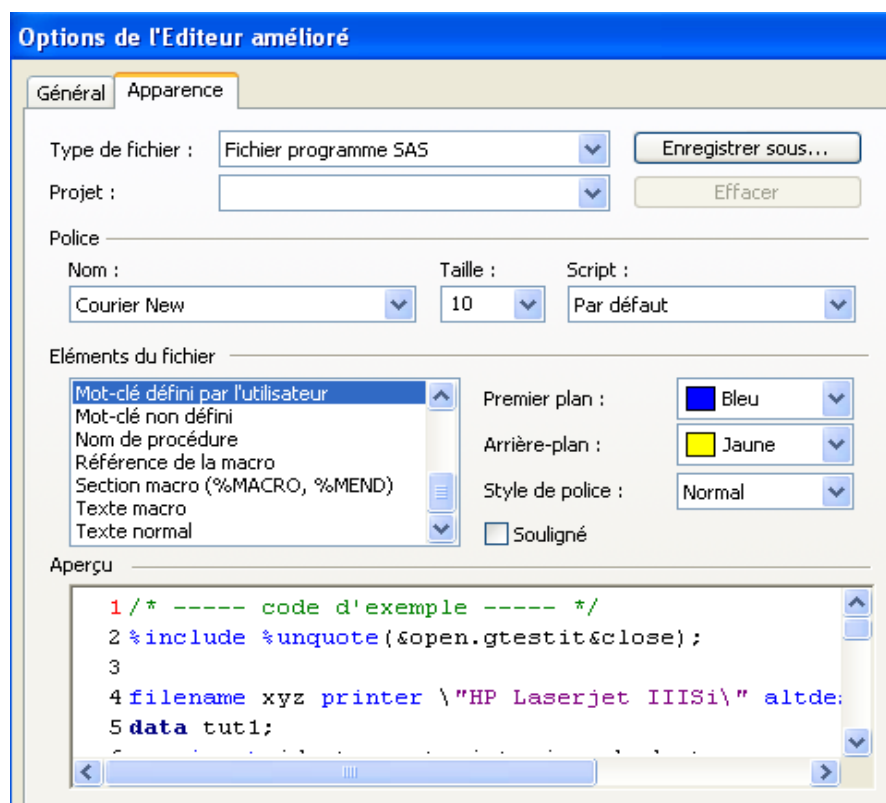 Options de l'Editeur amélioré
Général Apparence
Type de fichier : Fichier programme SAS Enregistrer sous...
Projet : Effacer
Police
Nom : Taille : Script :
Courier New 10 Par défaut
Eléments du fichier
Mot-clé défini par l'utilisateur
Mot-clé non défini
Nom de procédure
Référence de la macro
Section macro (%MACRO, %MEND)
Texte macro
Texte normal
Premier plan : Bleu
Arrière-plan : Jaune
Style de police : Normal
Souligné
Aperçu
1 /* ----- code d'exemple ----- */
2 %include %unquote(&open.gtestit&close);
3
4 filename xyz printer \"HP Laserjet IIISi\" altde
5 data tut1;